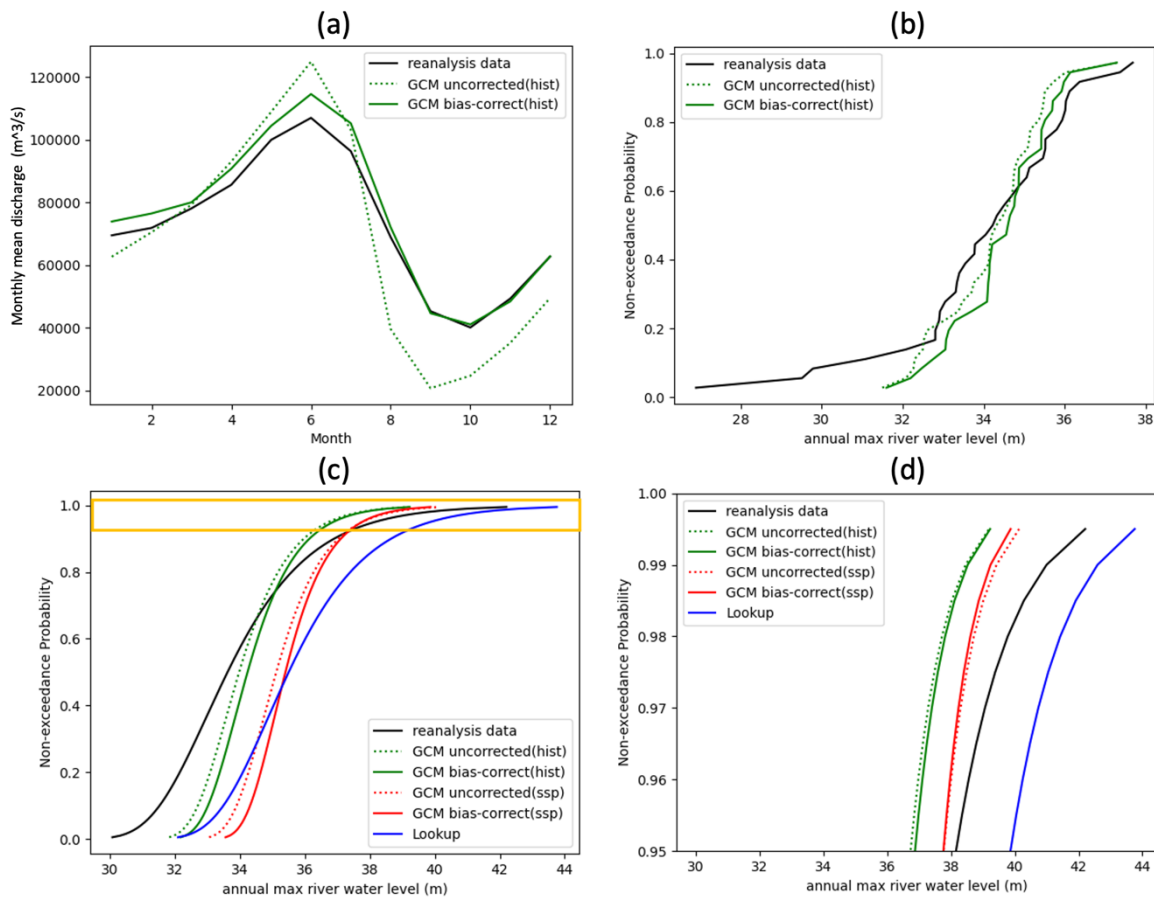 (a)
120000
100000
80000
60000
40000
20000
Monthly mean discharge (m^3/s)
reanalysis data
GCM uncorrected(hist)
GCM bias-correct(hist)
2 4 6 8 10 12
Month
(b)
1.0
0.8
0.6
0.4
0.2
0.0
Non-exceedance Probability
reanalysis data
GCM uncorrected(hist)
GCM bias-correct(hist)
28 30 32 34 36 38
annual max river water level (m)
(c)
1.0
0.8
0.6
0.4
0.2
0.0
Non-exceedance Probability
reanalysis data
GCM uncorrected(hist)
GCM bias-correct(hist)
GCM uncorrected(ssp)
GCM bias-correct(ssp)
Lookup
30 32 34 36 38 40 42 44
annual max river water level (m)
(d)
1.00
0.99
0.98
0.97
0.96
0.95
Non-exceedance Probability
reanalysis data
GCM uncorrected(hist)
GCM bias-correct(hist)
GCM uncorrected(ssp)
GCM bias-correct(ssp)
Lookup
30 32 34 36 38 40 42 44
annual max river water level (m)